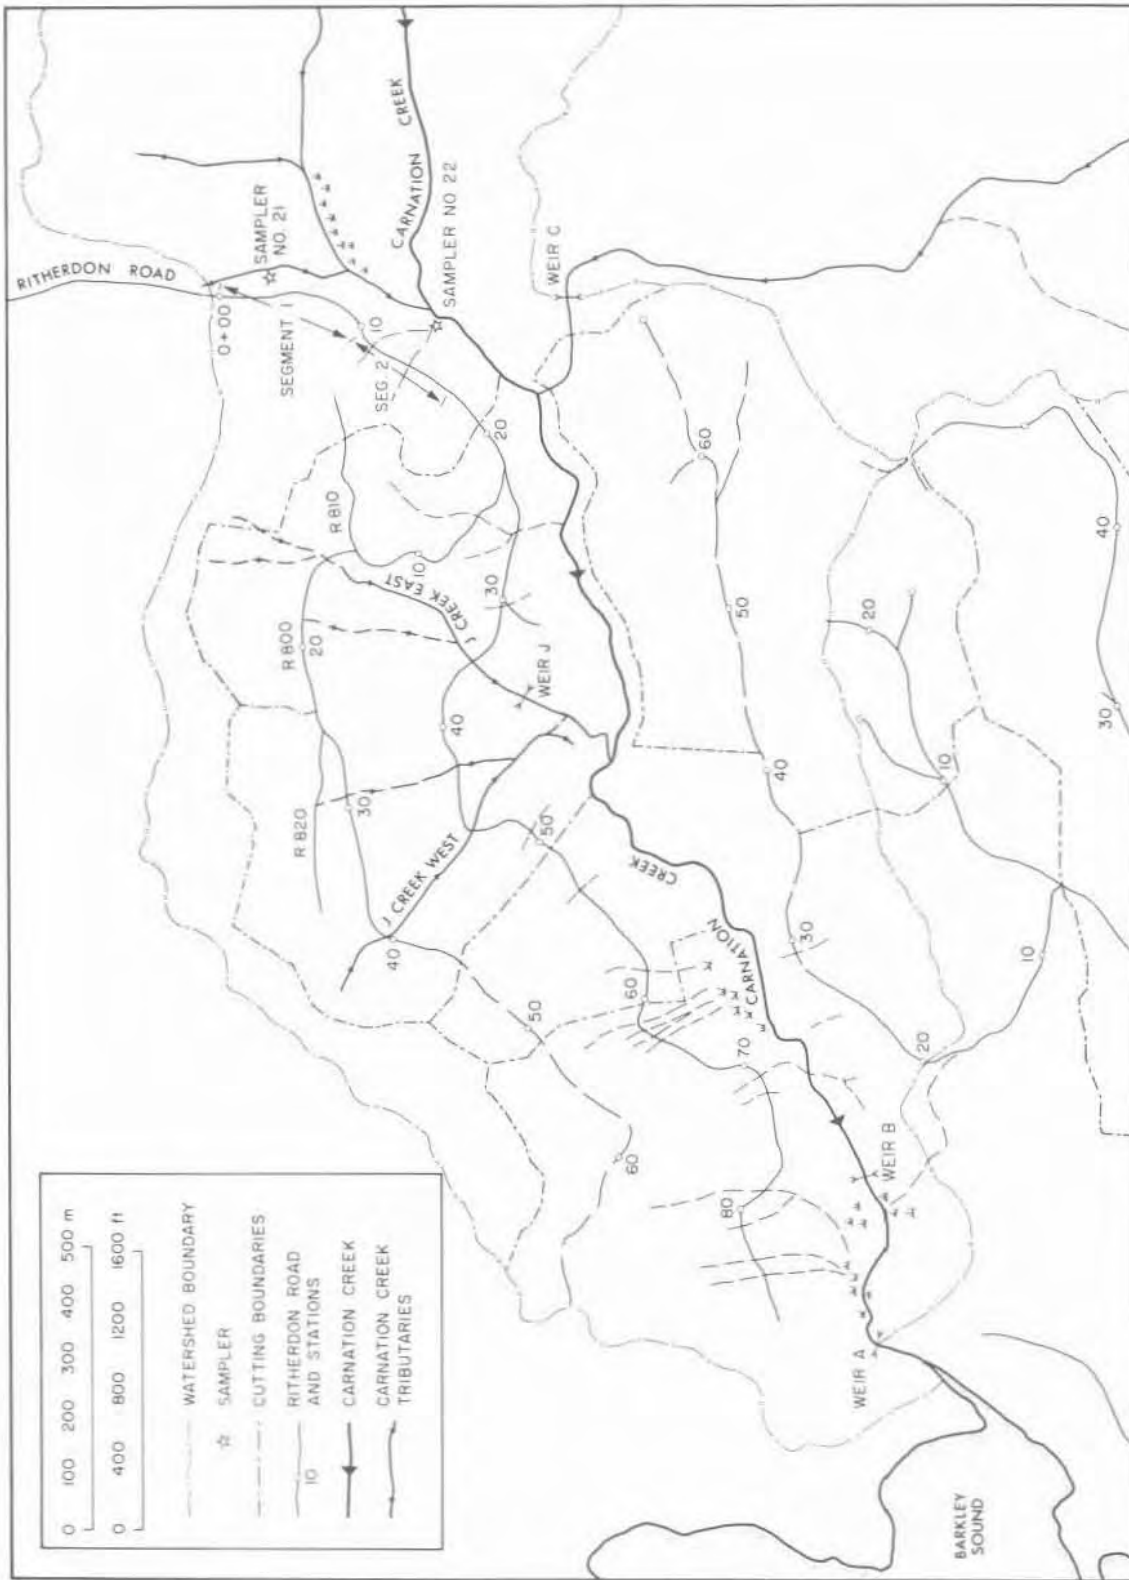 0 100 200 300 400 500 m
0 400 800 1200 1600 ft
WATERSHED BOUNDARY
SAMPLER
CUTTING BOUNDARIES
10
RITHERDON ROAD
AND STATIONS
CARNATION CREEK
CARNATION CREEK
TRIBUTARIES
RITHERDON ROAD
0+00
SAMPLER
NO. 21
SEGMENT 1
10
SEG. 2
CARNATION CREEK
SAMPLER NO 22
20
R 810
10
R 800
20
J CREEK EAST
30
WEIR J
40
R 820
30
J CREEK WEST
40
50
50
60
60
70
80
CARNATION CREEK
WEIR C
60
50
40
30
20
10
20
10
40
30
WEIR B
WEIR A
BARKLEY
SOUND